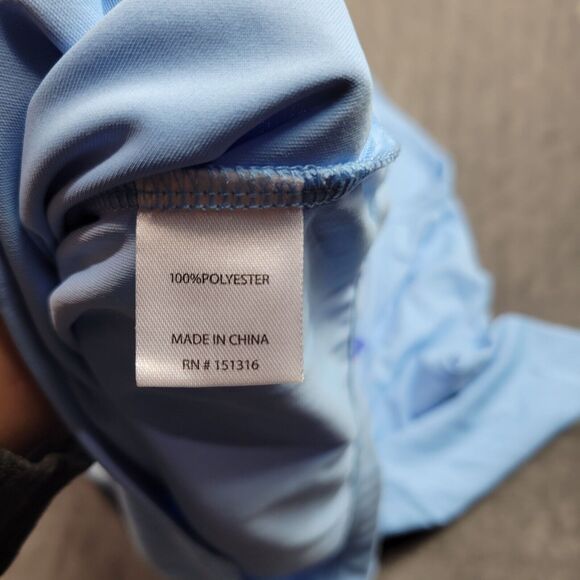 100%POLYESTER
MADE IN CHINA
RN # 151316